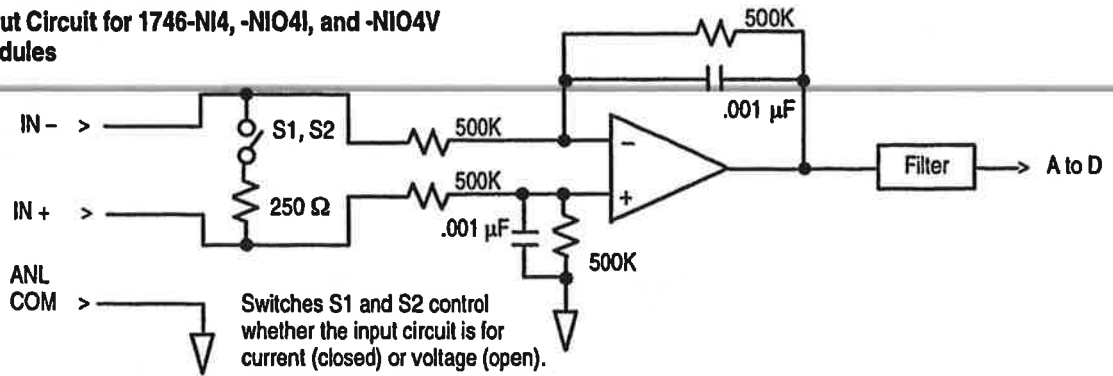 ut Circuit for 1746-NI4, -NIO4I, and -NIO4V
dules
500K
.001 µF
IN − >
S1, S2
500K
−
Filter
> A to D
500K
+
IN + >
250 Ω
.001 µF
500K
ANL
COM >
Switches S1 and S2 control
whether the input circuit is for
current (closed) or voltage (open).